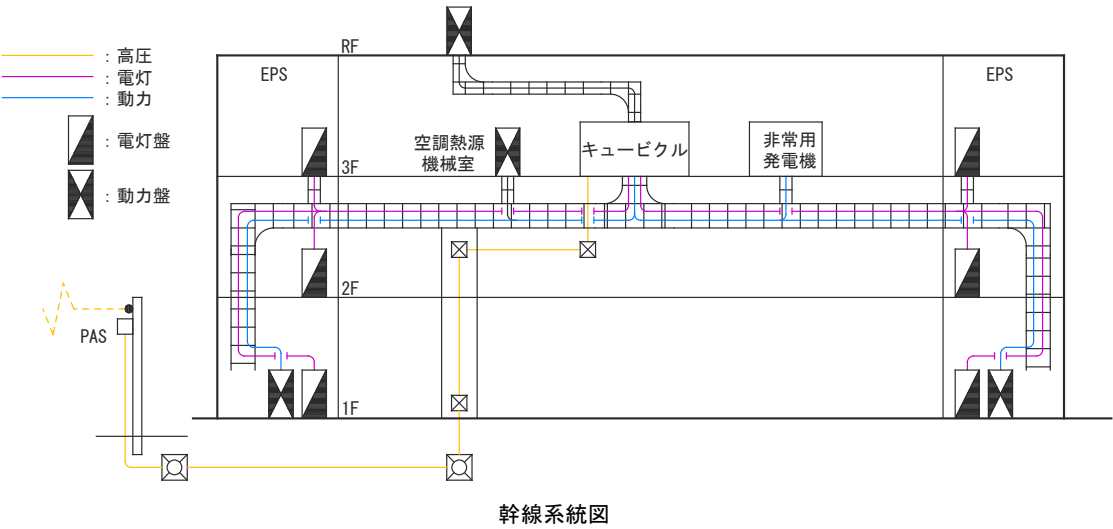 RF
：高圧
：電灯
：動力
EPS
EPS
：電灯盤
空調熱源
機械室
キュービクル
非常用
発電機
3F
：動力盤
2F
PAS
1F
幹線系統図